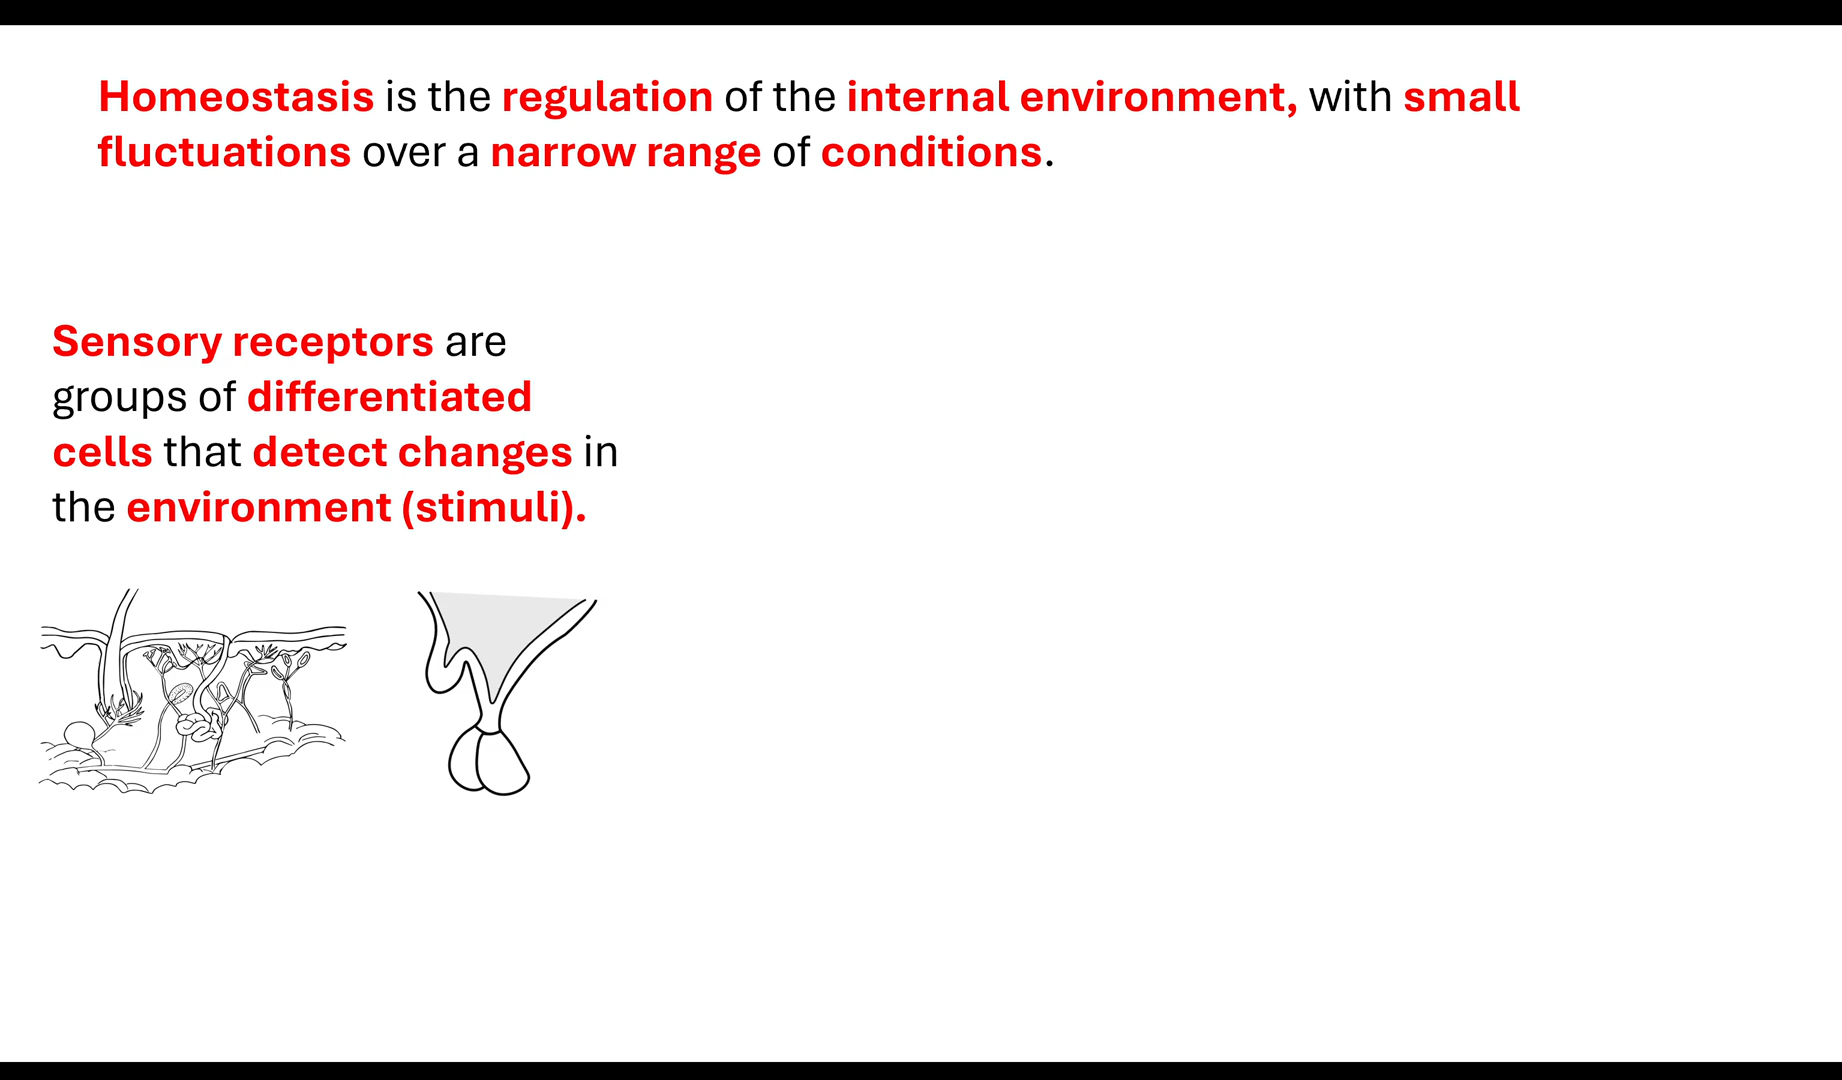 Homeostasis is the regulation of the internal environment, with small
fluctuations over a narrow range of conditions.
Sensory receptors are
groups of differentiated
cells that detect changes in
the environment (stimuli).